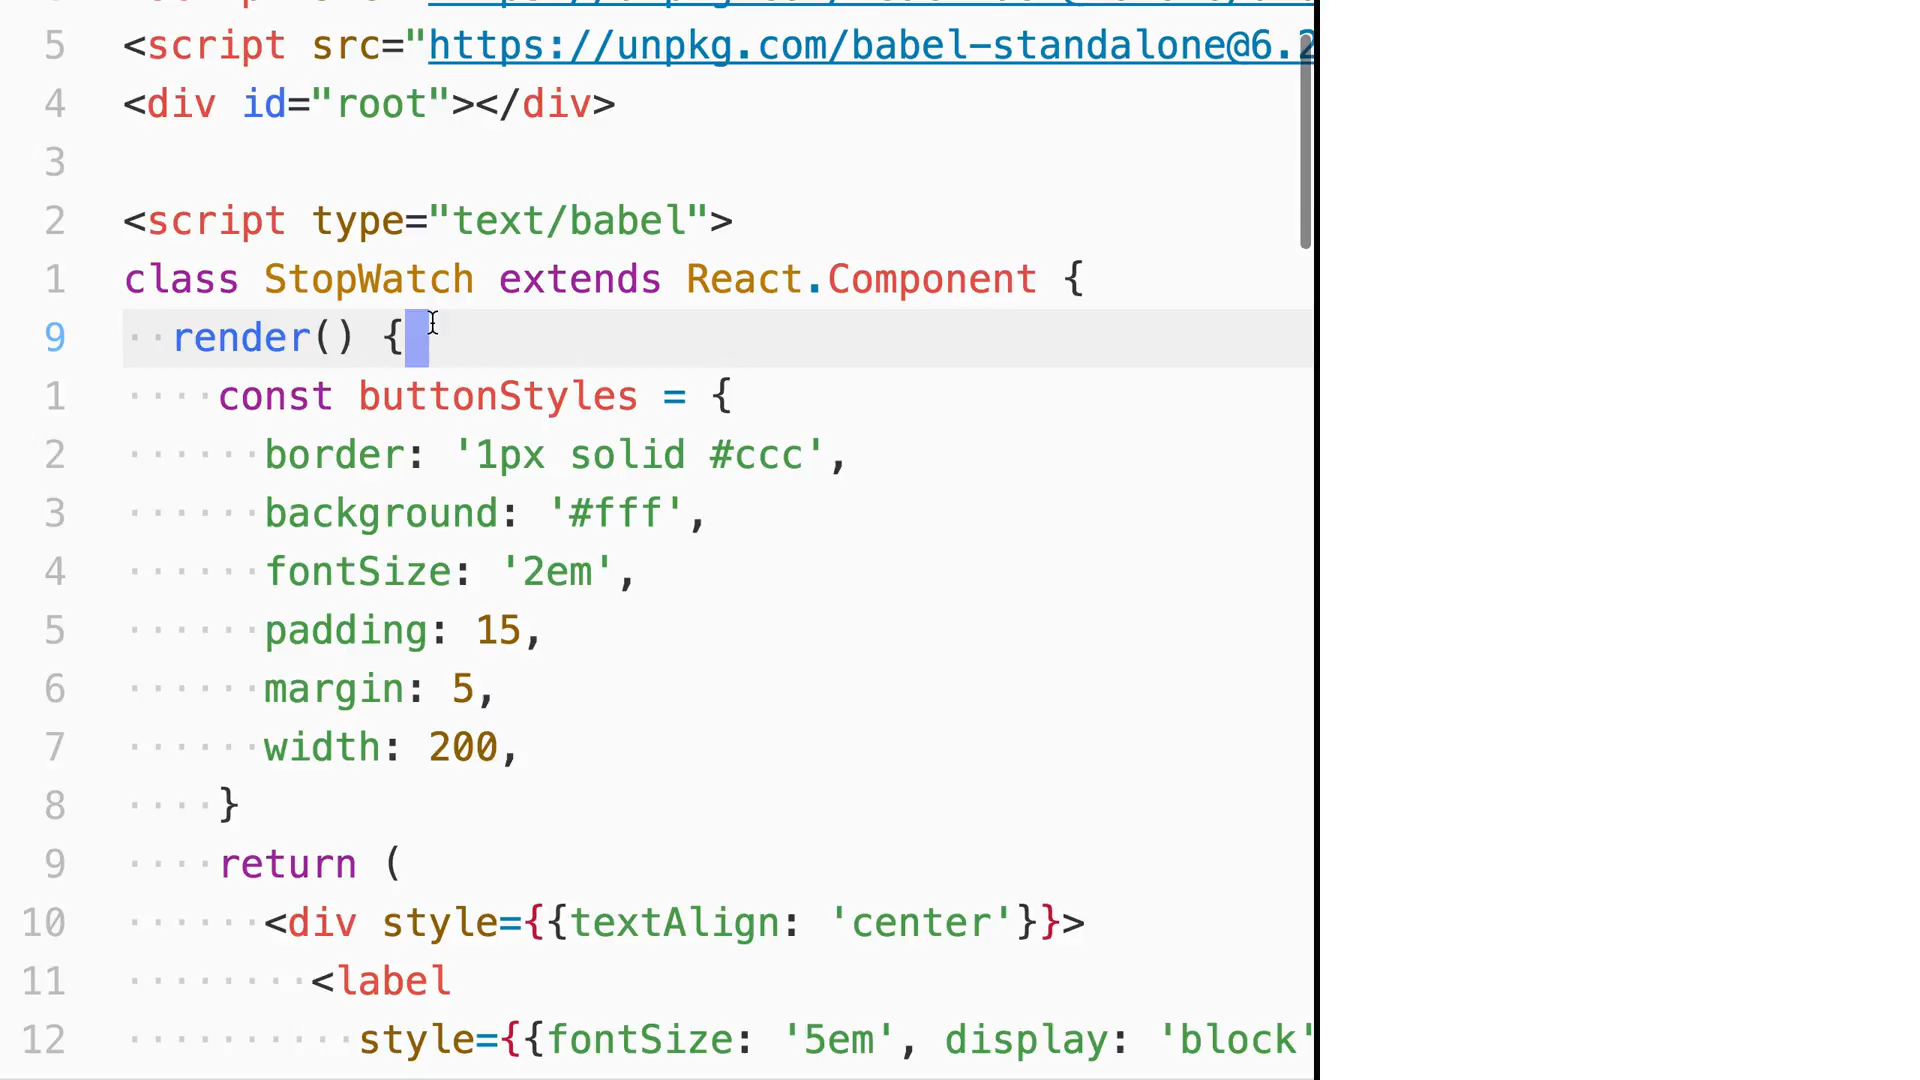 5 <script src="https://unpkg.com/babel-standalone@6.2
4 <div id="root"></div>
3
2 <script type="text/babel">
1 class StopWatch extends React.Component {
9 ··render() {
1 ····const buttonStyles = {
2 ······border: '1px solid #ccc',
3 ······background: '#fff',
4 ······fontSize: '2em',
5 ······padding: 15,
6 ······margin: 5,
7 ······width: 200,
8 ····}
9 ····return (
10 ······<div style={{textAlign: 'center'}}>
11 ········<label
12 ··········style={{fontSize: '5em', display: 'block'